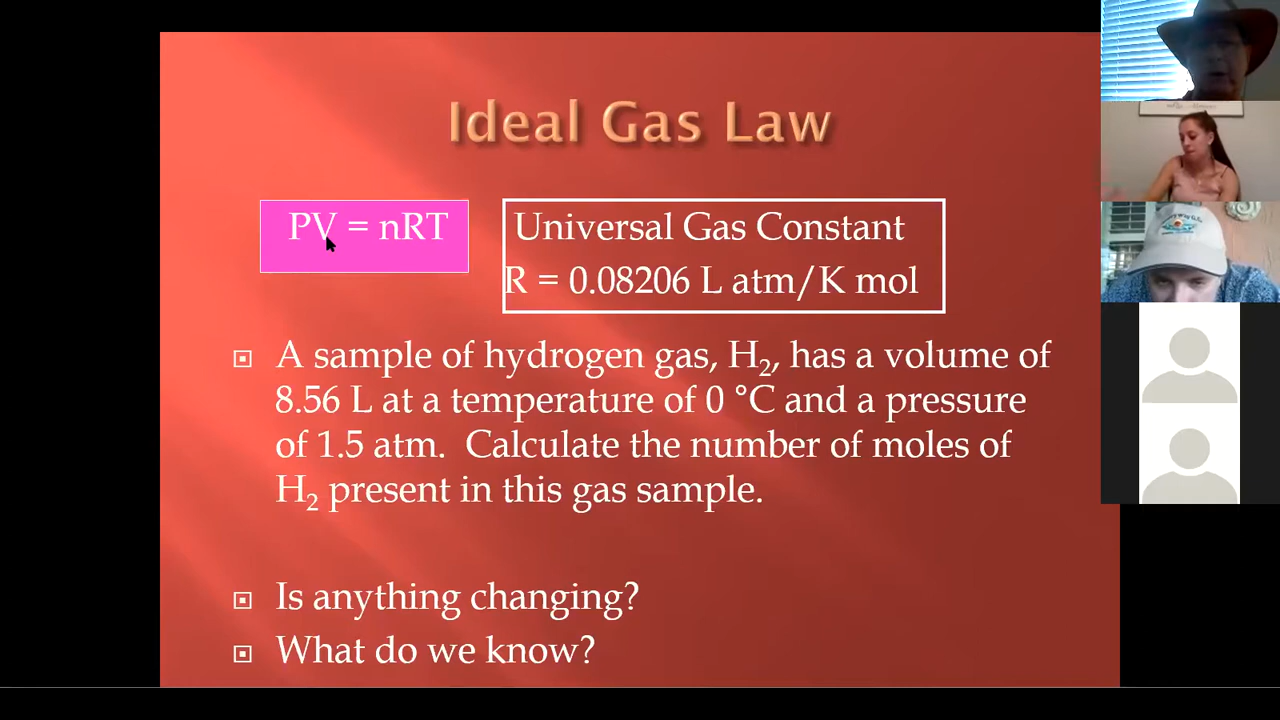 Ideal Gas Law
PV = nRT
Universal Gas Constant
R = 0.08206 L atm/K mol
A sample of hydrogen gas, H₂, has a volume of
8.56 L at a temperature of 0 °C and a pressure
of 1.5 atm. Calculate the number of moles of
H₂ present in this gas sample.
Is anything changing?
What do we know?